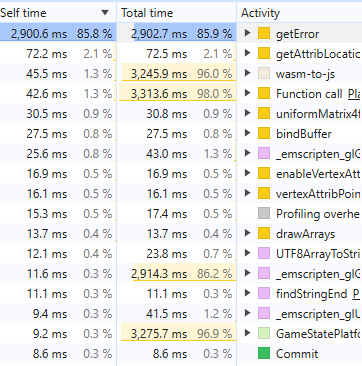 Self time Total time Activity
2,900.6 ms 85.8 % 2,902.7 ms 85.9 % getError
72.2 ms 2.1 % 72.5 ms 2.1 % getAttribLocatio
45.5 ms 1.3 % 3,245.9 ms 96.0 % wasm-to-js
42.6 ms 1.3 % 3,313.6 ms 98.0 % Function call Pla
30.5 ms 0.9 % 30.8 ms 0.9 % uniformMatrix4f
27.5 ms 0.8 % 27.5 ms 0.8 % bindBuffer
25.6 ms 0.8 % 43.0 ms 1.3 % _emscripten_glG
16.9 ms 0.5 % 16.9 ms 0.5 % enableVertexAtt
16.1 ms 0.5 % 16.1 ms 0.5 % vertexAttribPoin
15.3 ms 0.5 % 17.4 ms 0.5 % Profiling overhe
13.7 ms 0.4 % 13.7 ms 0.4 % drawArrays
12.1 ms 0.4 % 23.8 ms 0.7 % UTF8ArrayToStri
11.6 ms 0.3 % 2,914.3 ms 86.2 % _emscripten_glG
11.1 ms 0.3 % 11.1 ms 0.3 % findStringEnd P
9.4 ms 0.3 % 41.5 ms 1.2 % _emscripten_glU
9.2 ms 0.3 % 3,275.7 ms 96.9 % GameStatePlatf
8.6 ms 0.3 % 8.6 ms 0.3 % Commit